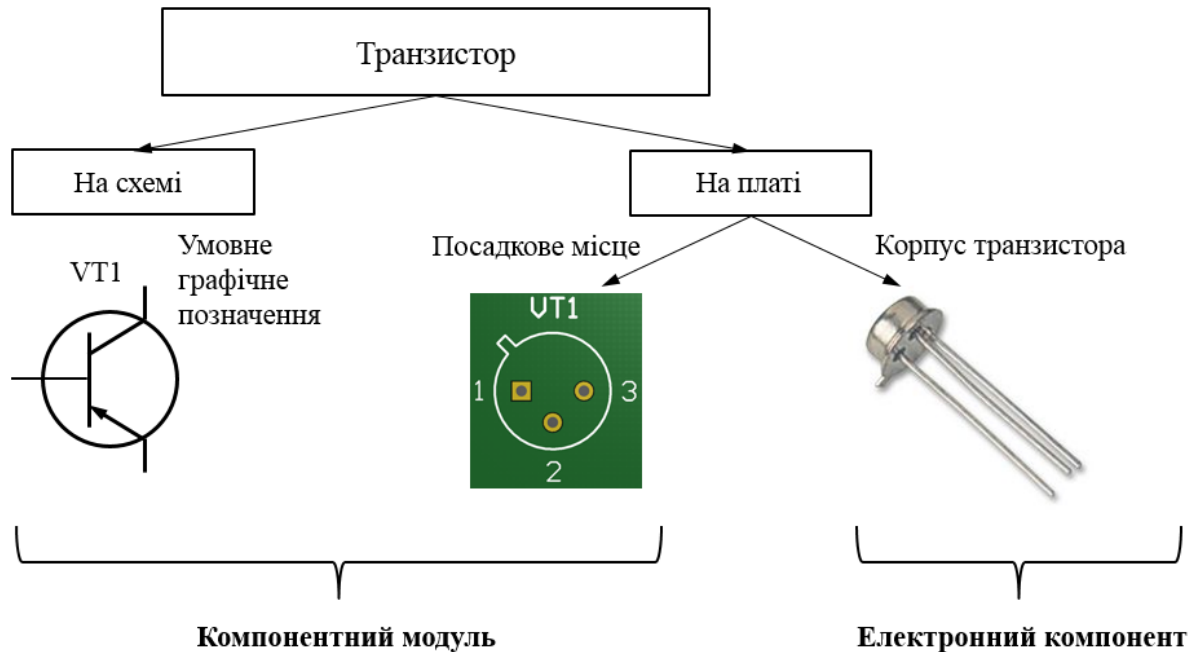 Транзистор
На схемі
На платі
Умовне
графічне
позначення
VT1
Посадкове місце
Корпус транзистора
VT1
1
3
2
Компонентний модуль
Електронний компонент